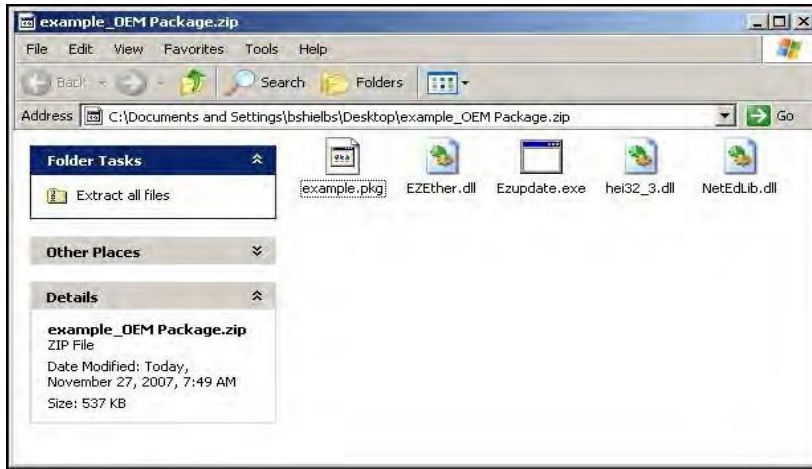 example_OEM Package.zip
File Edit View Favorites Tools Help
Back Search Folders
Address C:\Documents and Settings\bshielbs\Desktop\example_OEM Package.zip Go
Folder Tasks
Extract all files
Other Places
Details
example_OEM Package.zip
ZIP File
Date Modified: Today,
November 27, 2007, 7:49 AM
Size: 537 KB
example.pkg EZEther.dll Ezupdate.exe hei32_3.dll NetEdLib.dll